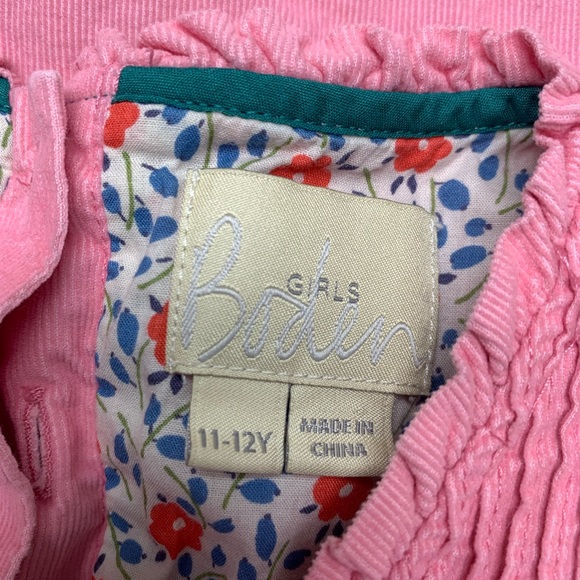 GIRLS
Boden
11-12Y
MADE IN
CHINA